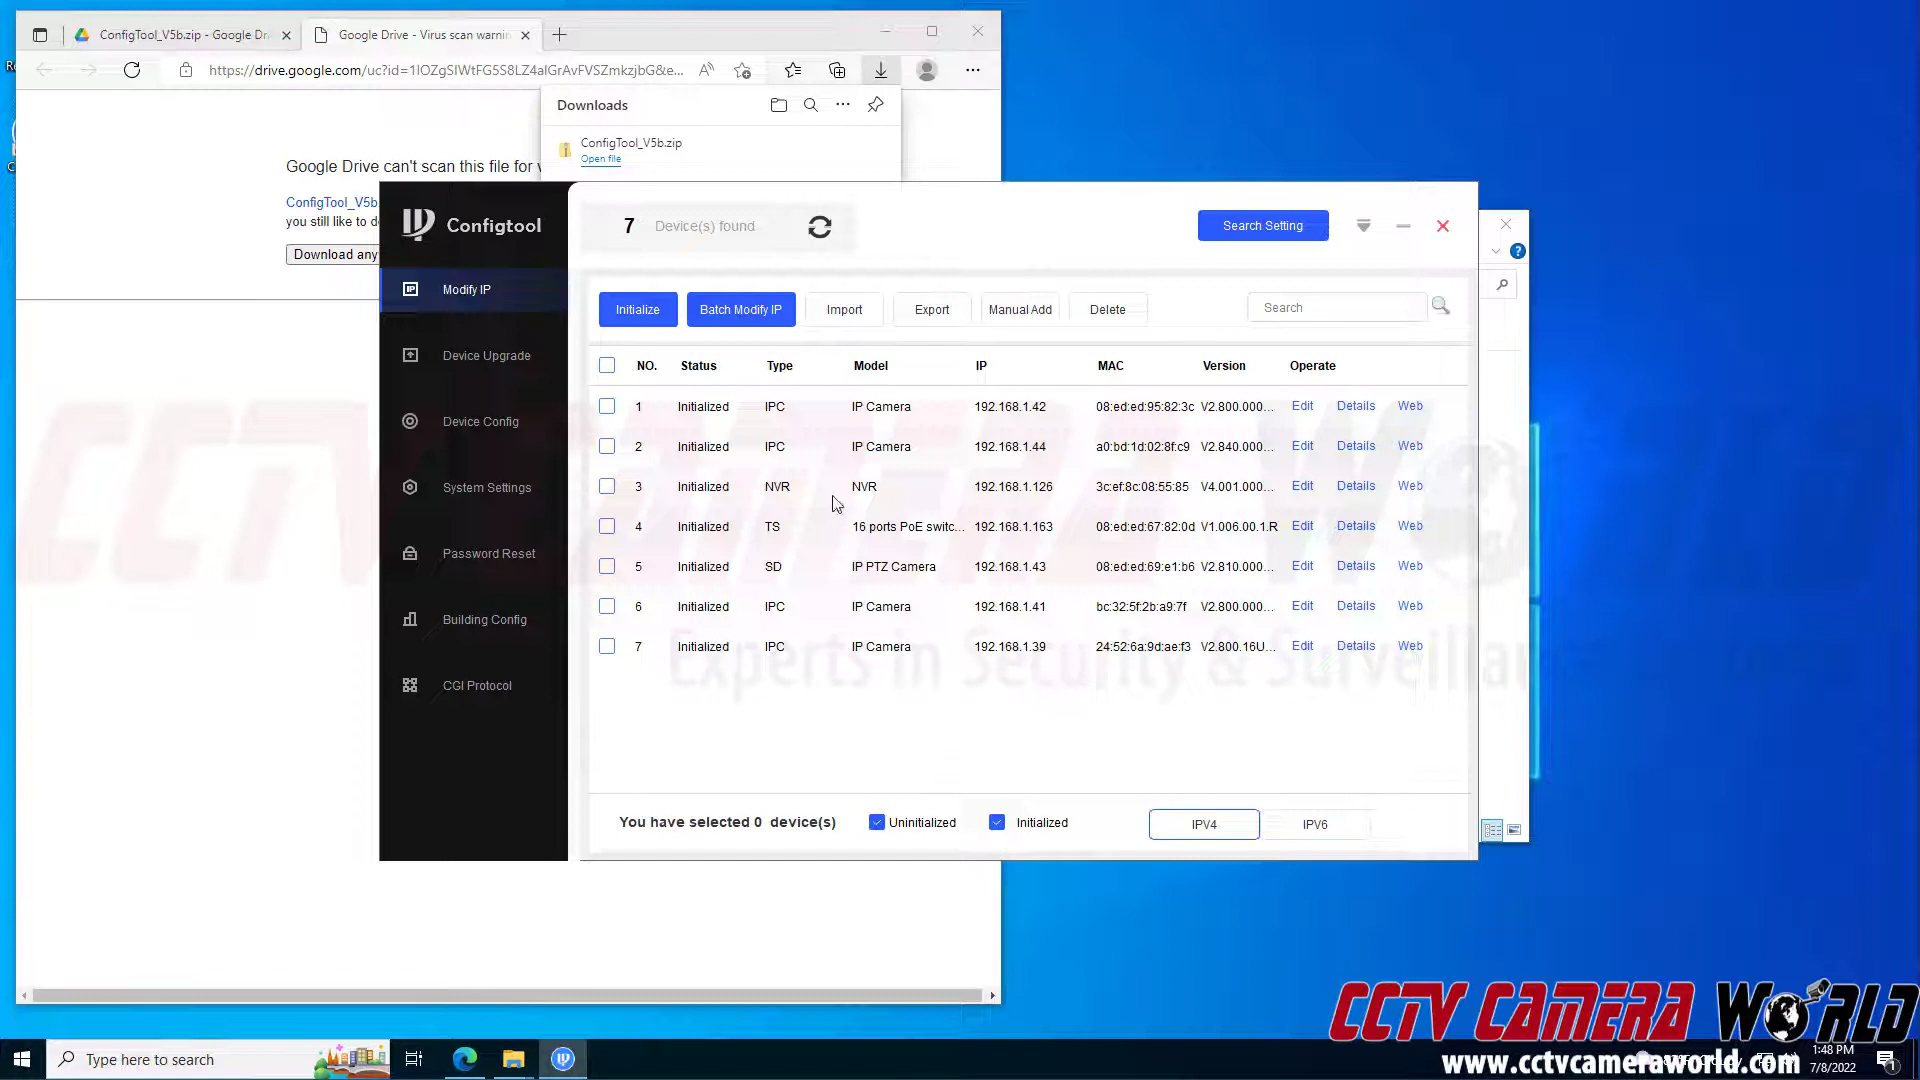 ConfigTool_V5b.zip - Google Dr
Google Drive - Virus scan warnin
https://drive.google.com/uc?id=1IOZgSIWtFG5S8LZ4alGrAvFVSZmkzjbG&e...
Downloads
ConfigTool_V5b.zip
Open file
Google Drive can't scan this file for v
ConfigTool_V5b.
you still like to d
Download any
Configtool
7 Device(s) found
Search Setting
Modify IP
Device Upgrade
Device Config
System Settings
Password Reset
Building Config
CGI Protocol
Initialize Batch Modify IP Import Export Manual Add Delete Search
NO. Status Type Model IP MAC Version Operate
1 Initialized IPC IP Camera 192.168.1.42 08:ed:ed:95:82:3c V2.800.000... Edit Details Web
2 Initialized IPC IP Camera 192.168.1.44 a0:bd:1d:02:8f:c9 V2.840.000... Edit Details Web
3 Initialized NVR NVR 192.168.1.126 3c:ef:8c:08:55:85 V4.001.000... Edit Details Web
4 Initialized TS 16 ports PoE switc... 192.168.1.163 08:ed:ed:67:82:0d V1.006.00.1.R Edit Details Web
5 Initialized SD IP PTZ Camera 192.168.1.43 08:ed:ed:69:e1:b6 V2.810.000... Edit Details Web
6 Initialized IPC IP Camera 192.168.1.41 bc:32:5f:2b:a9:7f V2.800.000... Edit Details Web
7 Initialized IPC IP Camera 192.168.1.39 24:52:6a:9d:ae:f3 V2.800.16U... Edit Details Web
Experts in Security & Surveillan
You have selected 0 device(s) Uninitialized Initialized IPV4 IPV6
CCTV CAMERA WORLD
www.cctvcameraworld.com
Type here to search
1:48 PM
7/8/2022
1